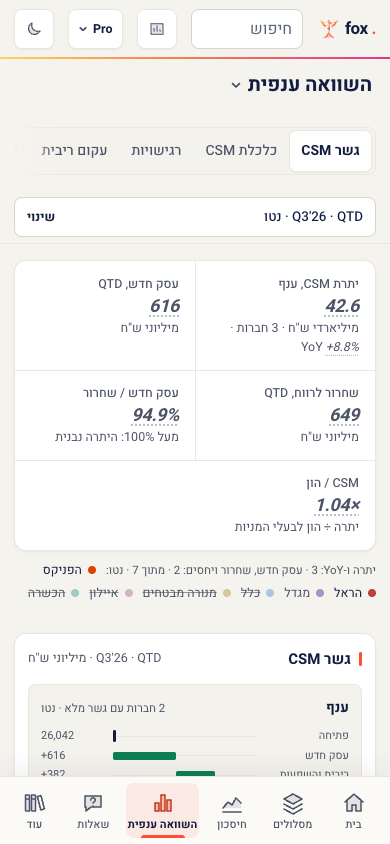 fox.
חיפוש
Pro
השוואה ענפית
גשר CSM
כלכלת CSM
רגישויות
עקום ריבית
נטו · Q3'26 · QTD
שינוי
יתרת CSM, ענף
42.6
מיליארדי ש"ח · 3 חברות ·
+8.8% YoY
עסק חדש, QTD
616
מיליוני ש"ח
שחרור לרווח, QTD
649
מיליוני ש"ח
עסק חדש / שחרור
94.9%
מעל 100%: היתרה נבנית
CSM / הון
1.04×
יתרה ÷ הון לבעלי המניות
יתרה ו-YoY: 3 · עסק חדש, שחרור ויחסים: 2 · מתוך 7 · נטו:
הפניקס
הראל
מגדל
כלל
מנורה מבטחים
איילון
הכשרה
גשר CSM
QTD · Q3'26 · מיליוני ש"ח
ענף
2 חברות עם גשר מלא · נטו
פתיחה
26,042
עסק חדש
+616
ריבית והשפעות
+382
בית
מסלולים
חיסכון
השוואה ענפית
שאלות
עוד